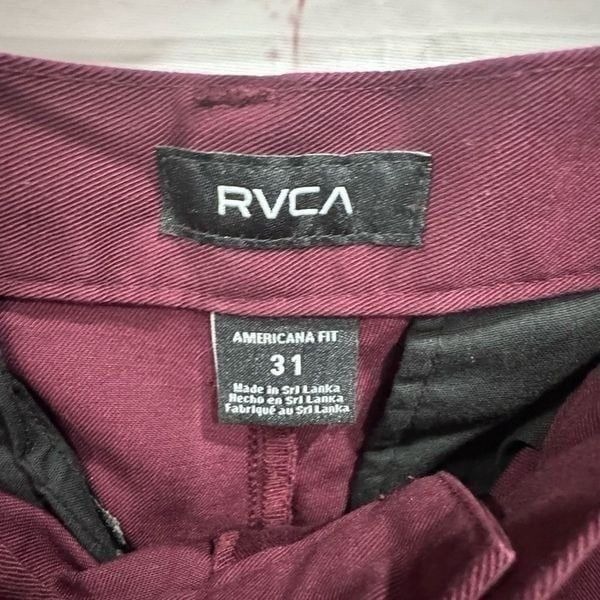 RVCA
AMERICANA FIT
31
Made in Sri Lanka
Hecho en Sri Lanka
Fabriqué au Sri Lanka